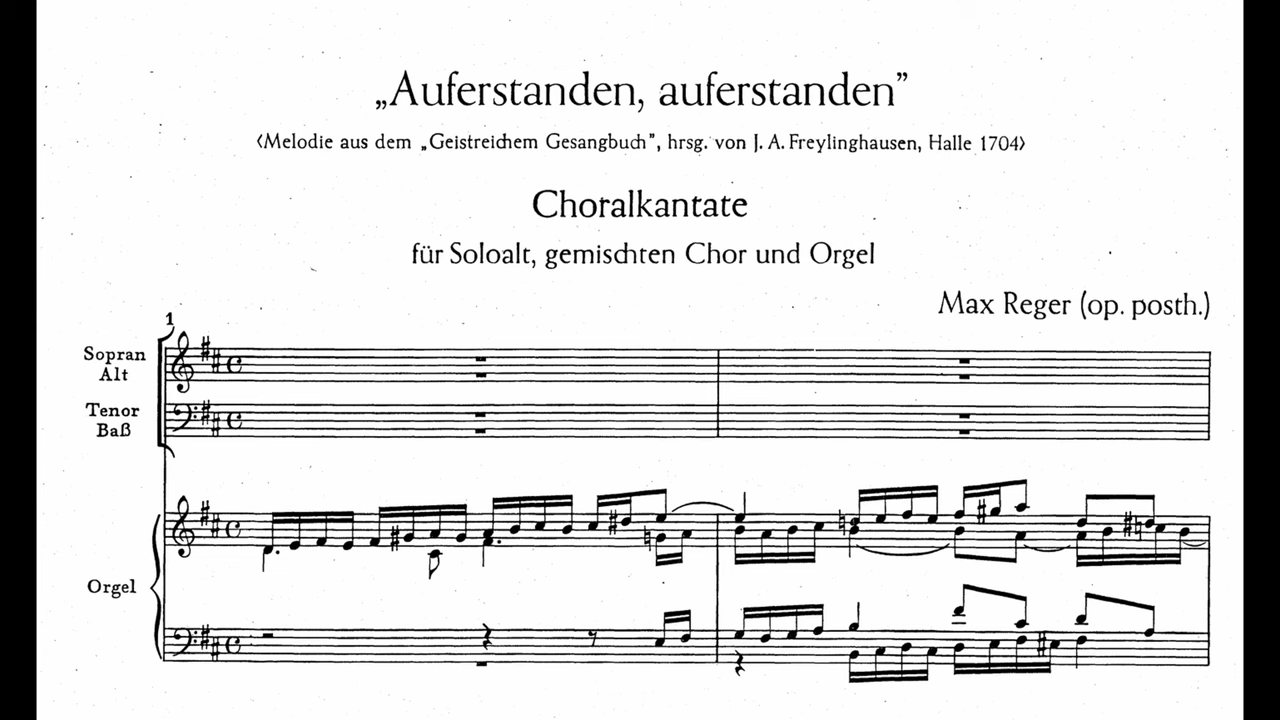 „Auferstanden, auferstanden”
‹Melodie aus dem „Geistreichem Gesangbuch”, hrsg. von J. A. Freylinghausen, Halle 1704›
Choralkantate
für Soloalt, gemischten Chor und Orgel
Max Reger (op. posth.)
1
Sopran
Alt
Tenor
Baß
Orgel